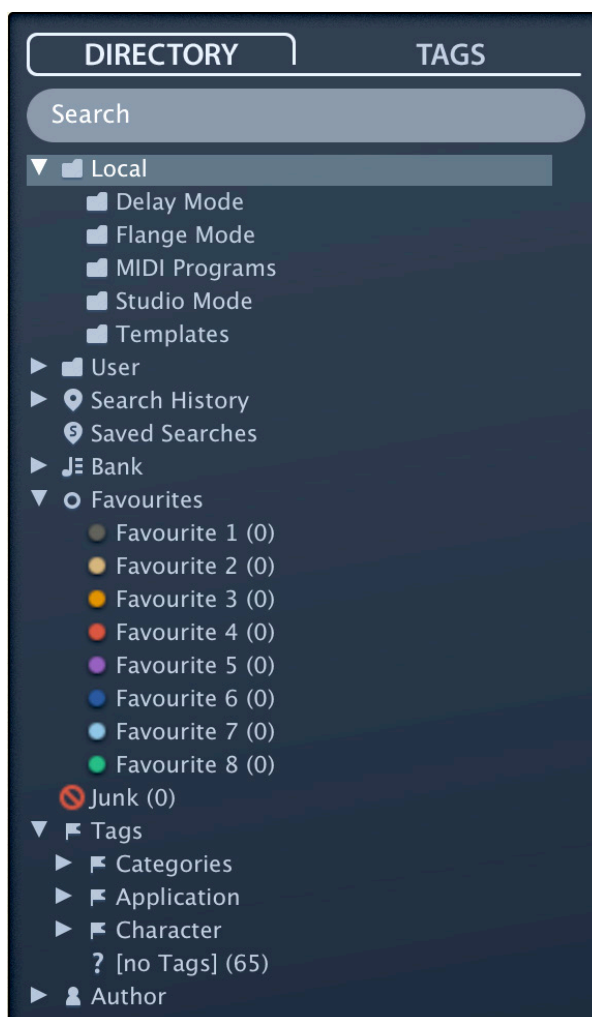 DIRECTORY TAGS
Search
Local
Delay Mode
Flange Mode
MIDI Programs
Studio Mode
Templates
User
Search History
Saved Searches
Bank
Favourites
Favourite 1 (0)
Favourite 2 (0)
Favourite 3 (0)
Favourite 4 (0)
Favourite 5 (0)
Favourite 6 (0)
Favourite 7 (0)
Favourite 8 (0)
Junk (0)
Tags
Categories
Application
Character
? [no Tags] (65)
Author